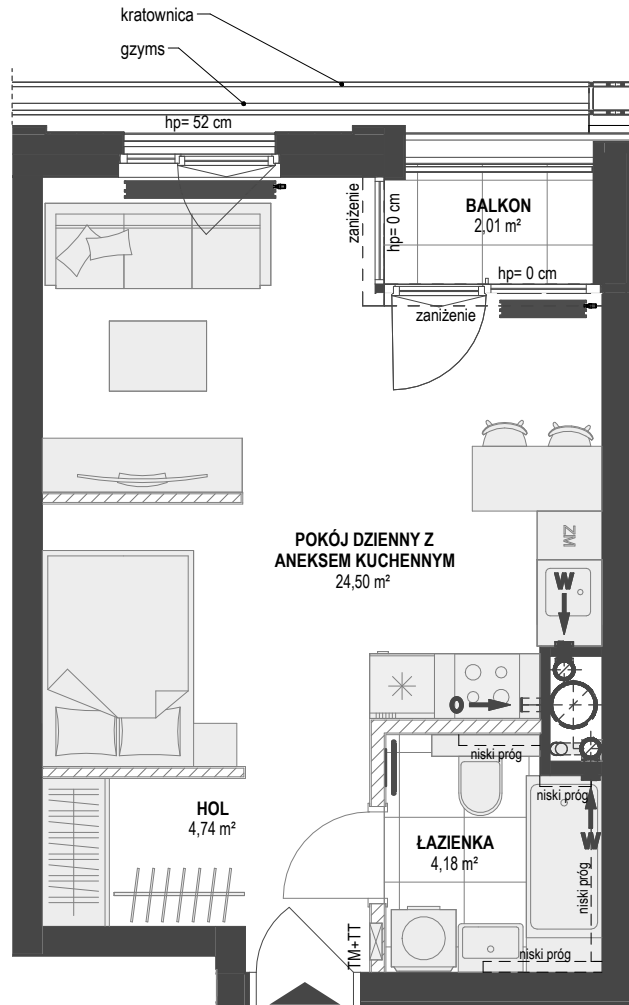 kratownica
gzyms
hp= 52 cm
zaniżenie
hp= 0 cm
BALKON
2,01 m²
hp= 0 cm
zaniżenie
POKÓJ DZIENNY Z
ANEKSEM KUCHENNYM
24,50 m²
ZM
W
O
niski próg
niski próg
HOL
4,74 m²
ŁAZIENKA
4,18 m²
W
niski próg
TM+TT
niski próg